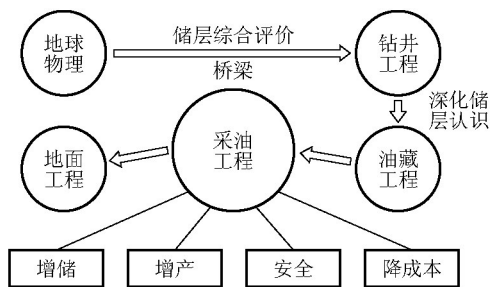 地球
物理
储层综合评价
桥梁
钻井
工程
深化储
层认识
地面
工程
采油
工程
油藏
工程
增储
增产
安全
降成本